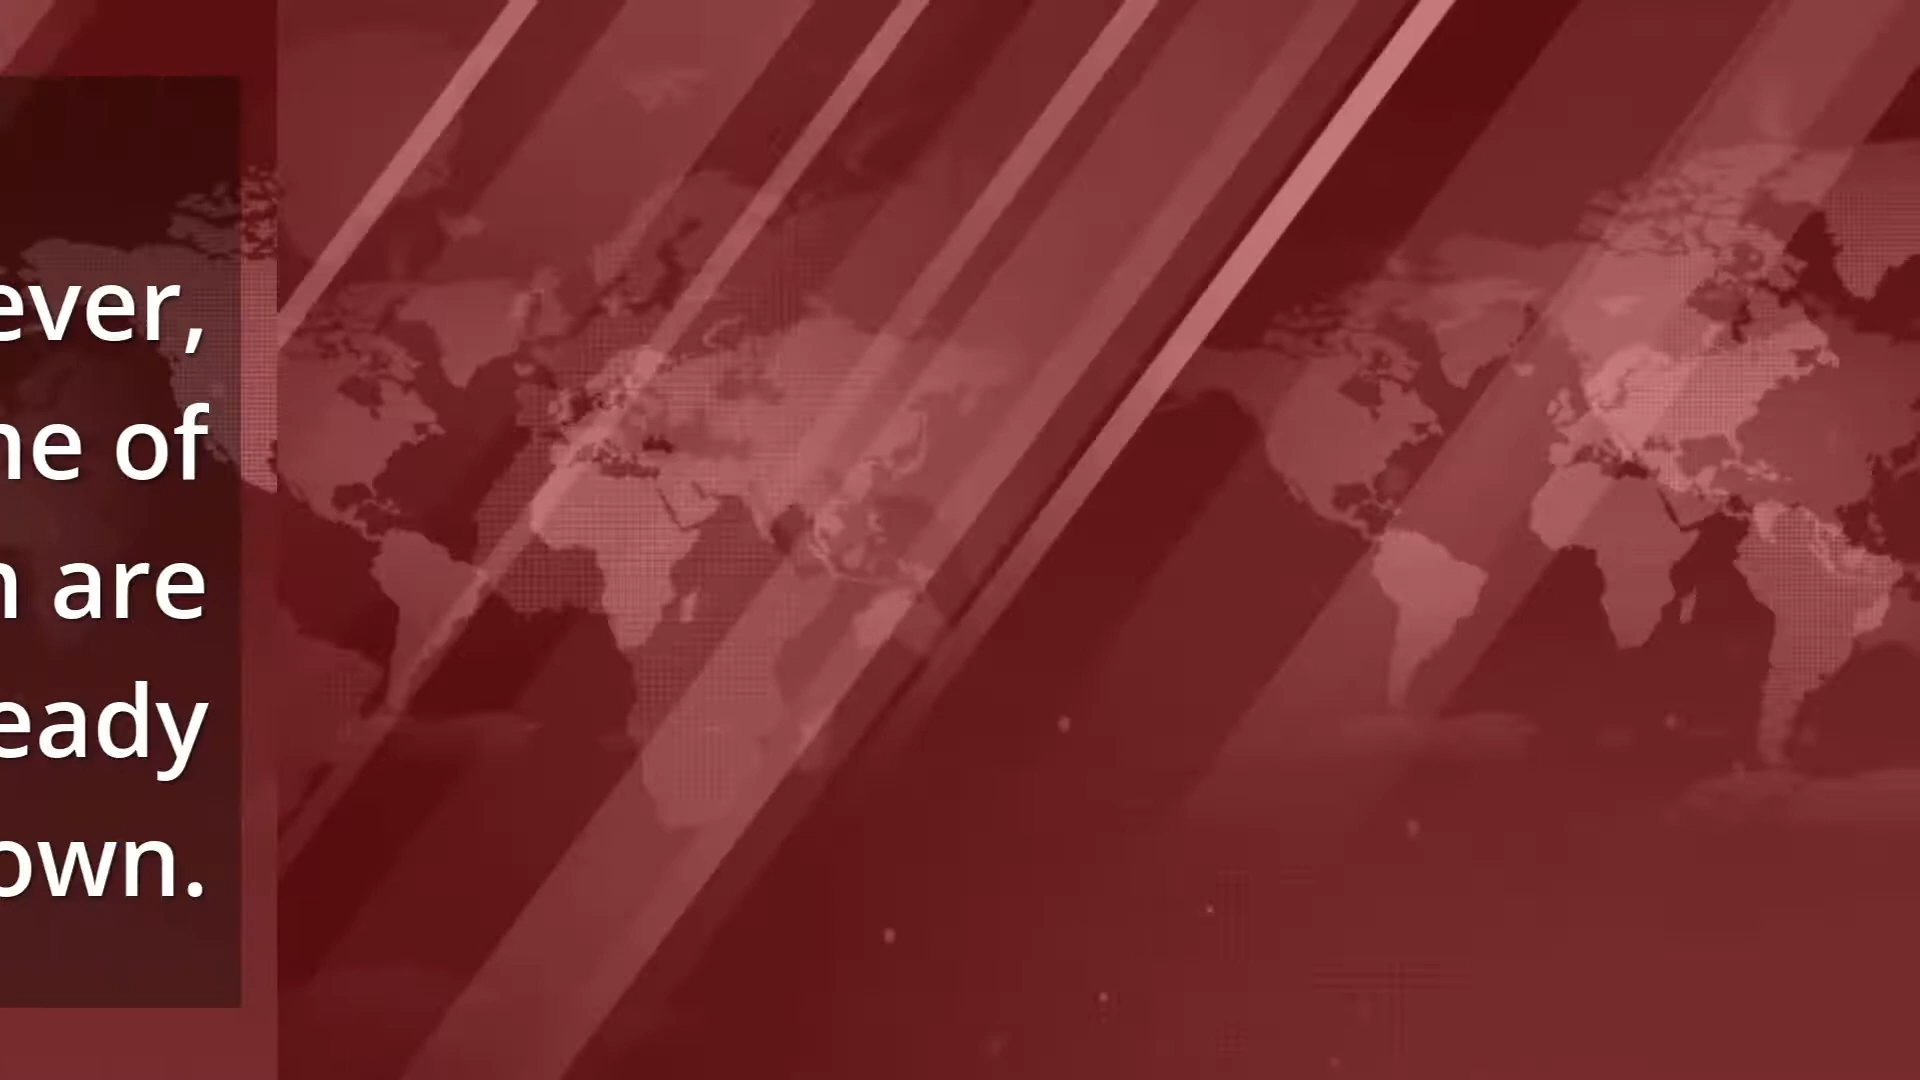 ever,
ne of
n are
eady
own.